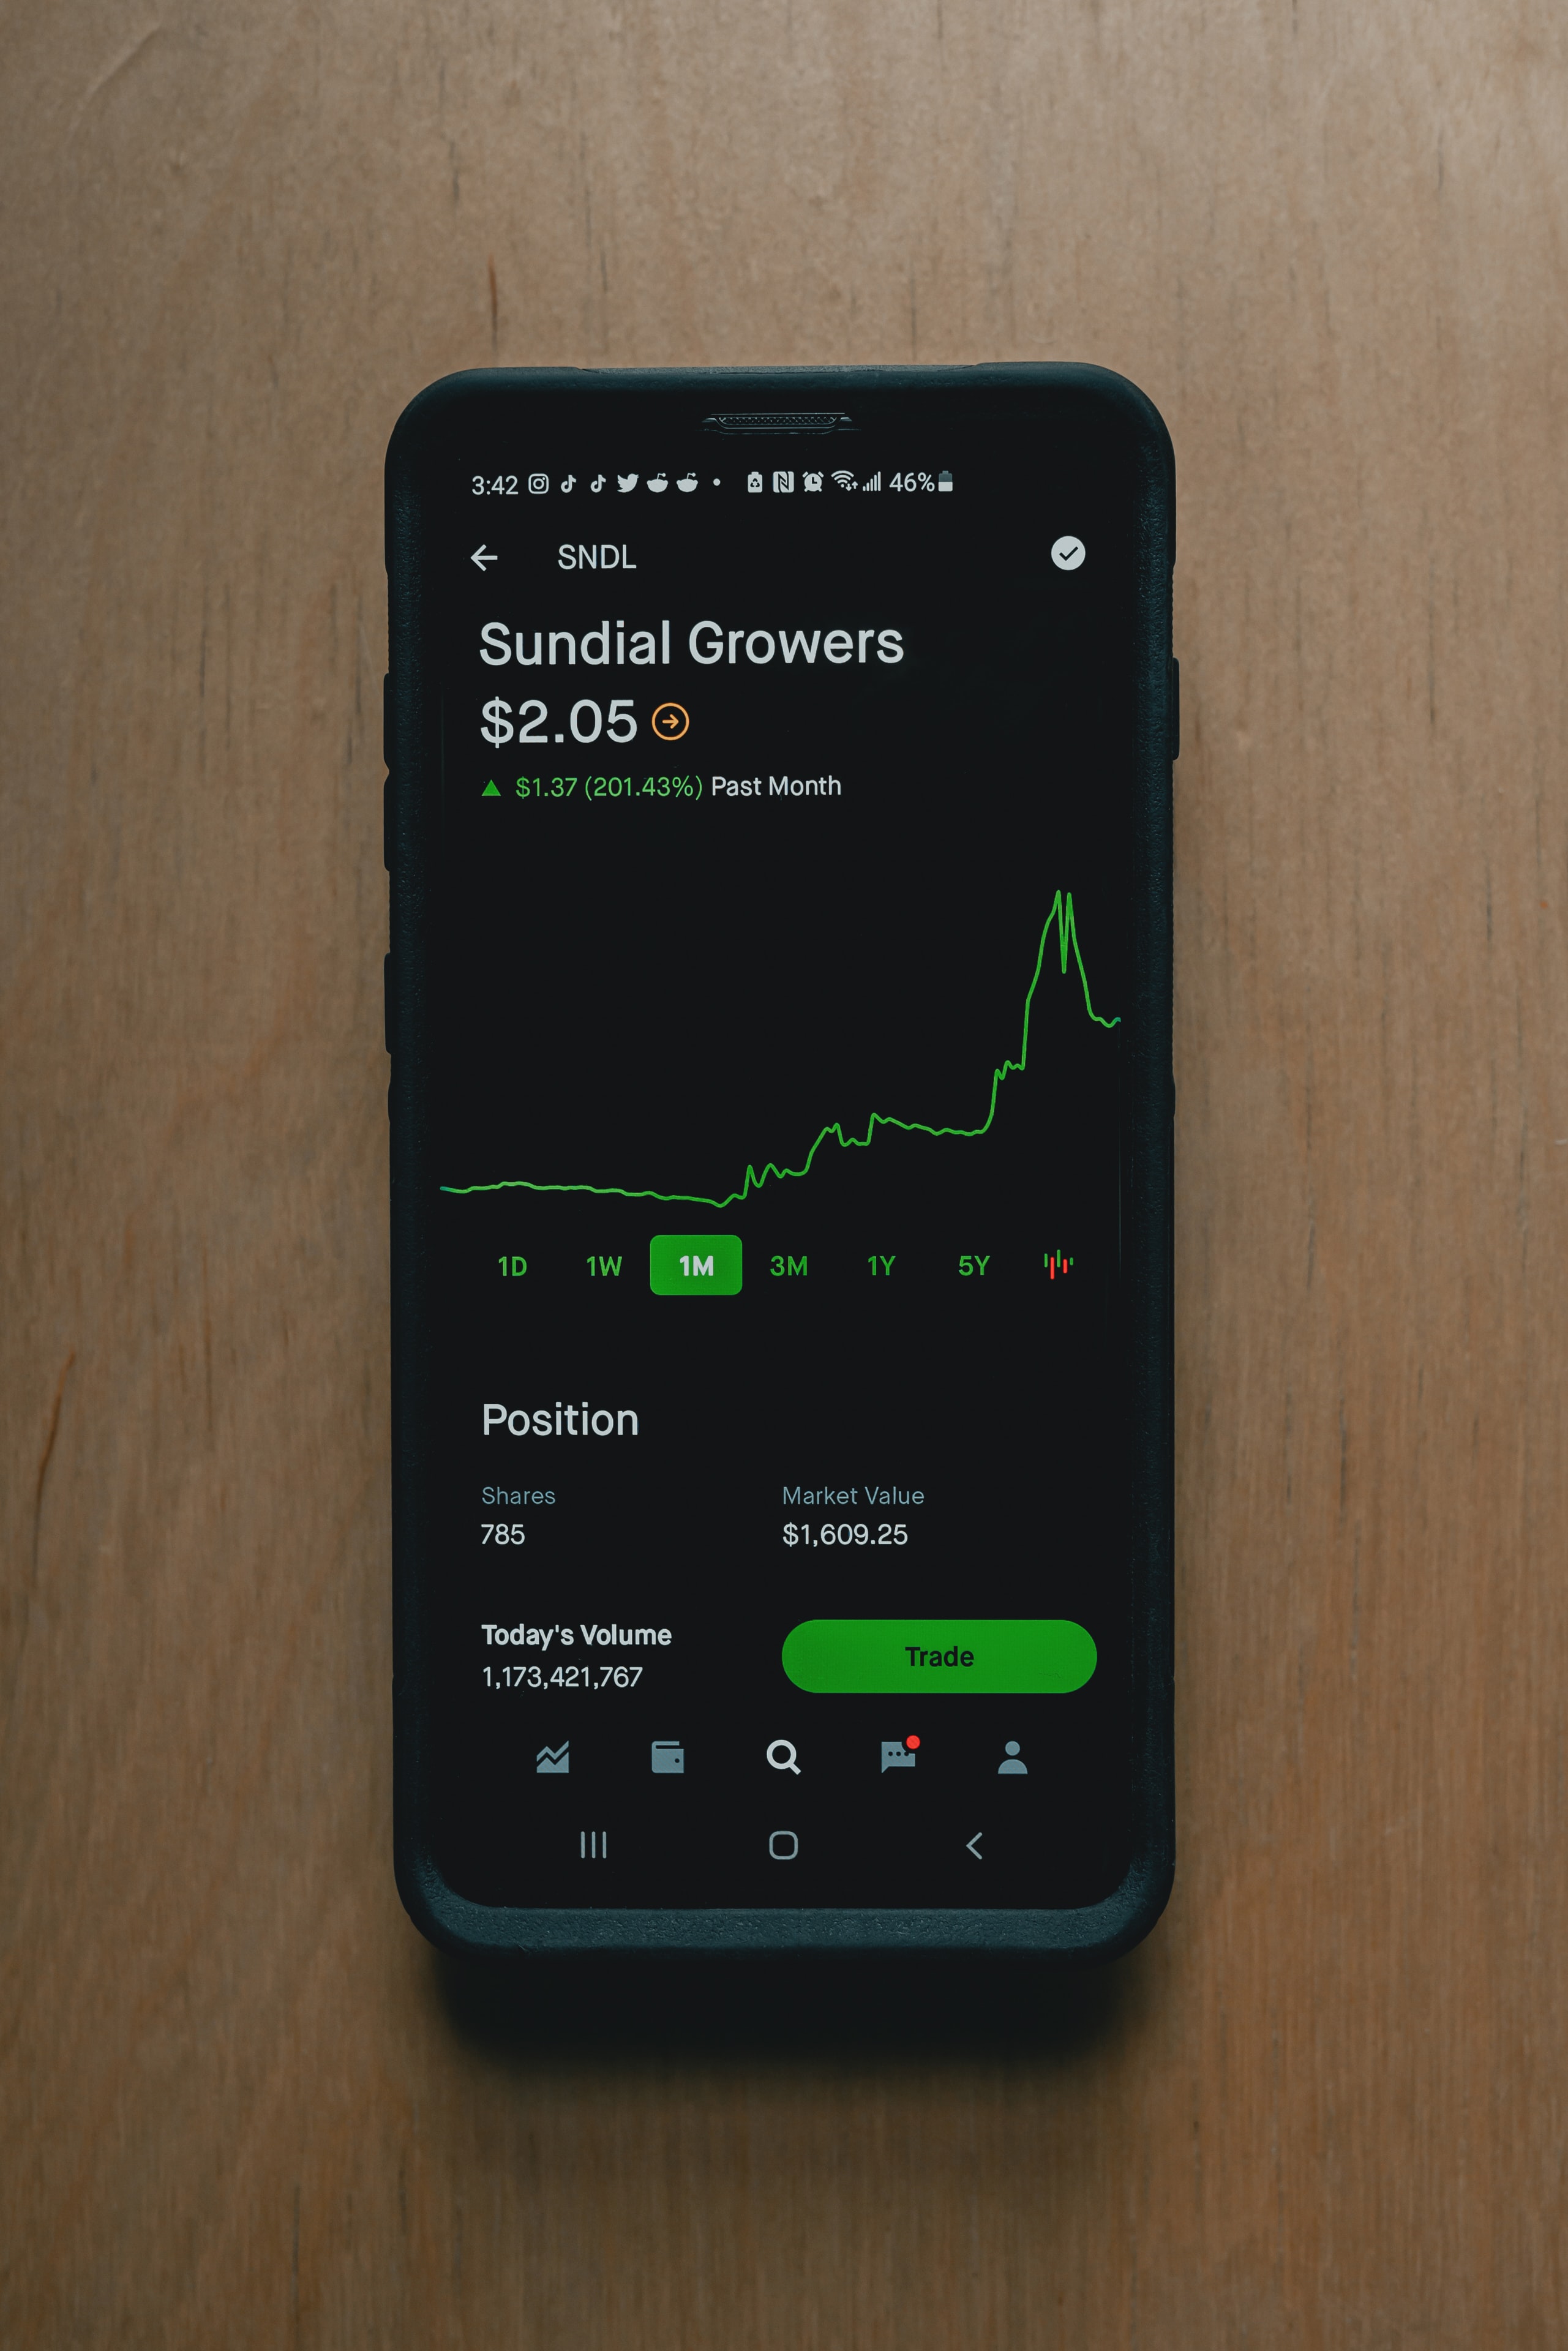 3:42 46%
SNDL
Sundial Growers
$2.05
$1.37 (201.43%) Past Month
1D 1W 1M 3M 1Y 5Y
Position
Shares Market Value
785 $1,609.25
Today's Volume
Trade
1,173,421,767